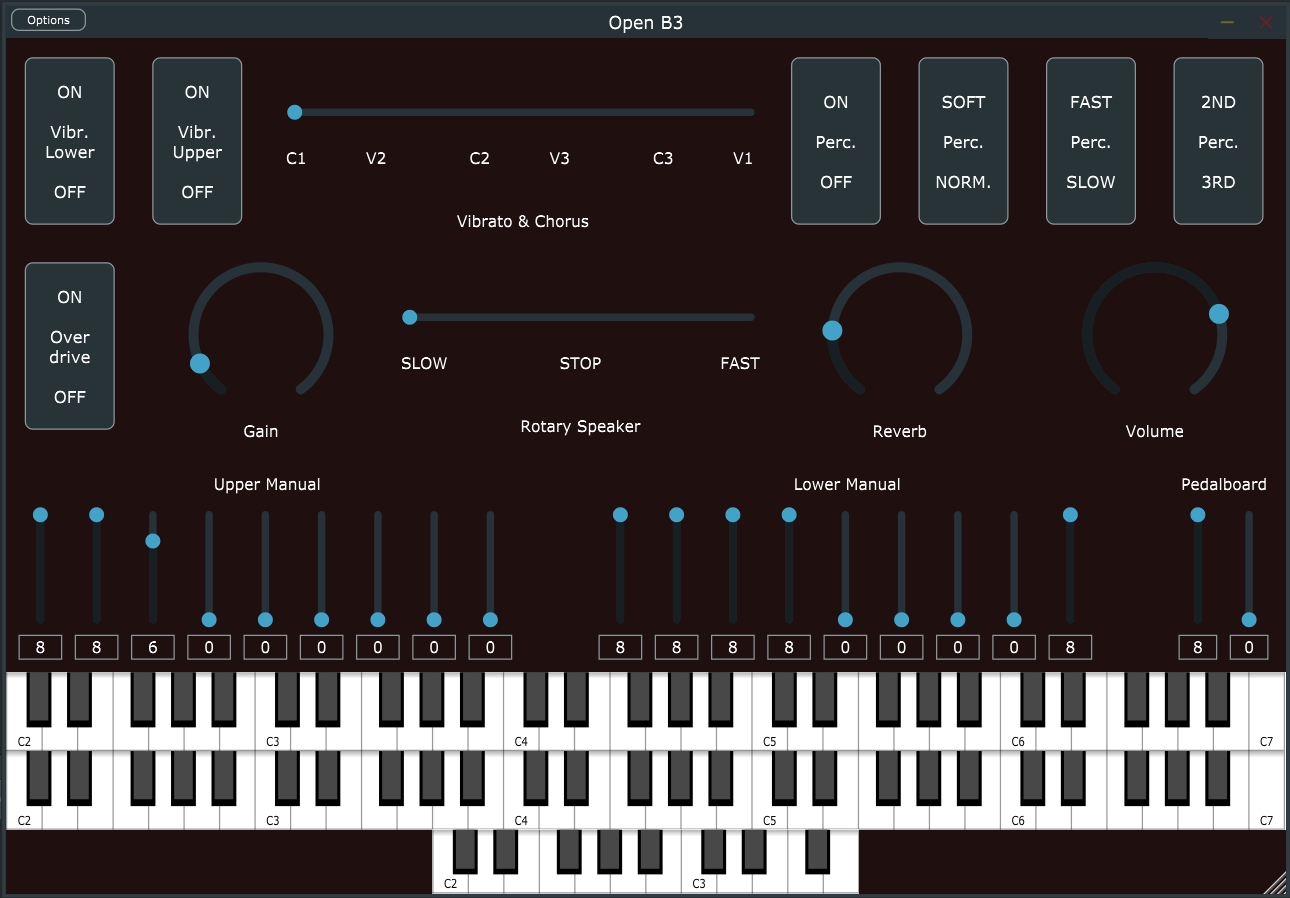 Options
Open B3
ON
Vibr.
Lower
OFF
ON
Vibr.
Upper
OFF
C1 V2 C2 V3 C3 V1
Vibrato & Chorus
ON
Perc.
OFF
SOFT
Perc.
NORM.
FAST
Perc.
SLOW
2ND
Perc.
3RD
ON
Over
drive
OFF
Gain
SLOW STOP FAST
Rotary Speaker
Reverb
Volume
Upper Manual
Lower Manual
Pedalboard
8 8 6 0 0 0 0 0 0
8 8 8 8 0 0 0 0 8
8 0
C2 C3 C4 C5 C6 C7
C2 C3 C4 C5 C6 C7
C2 C3